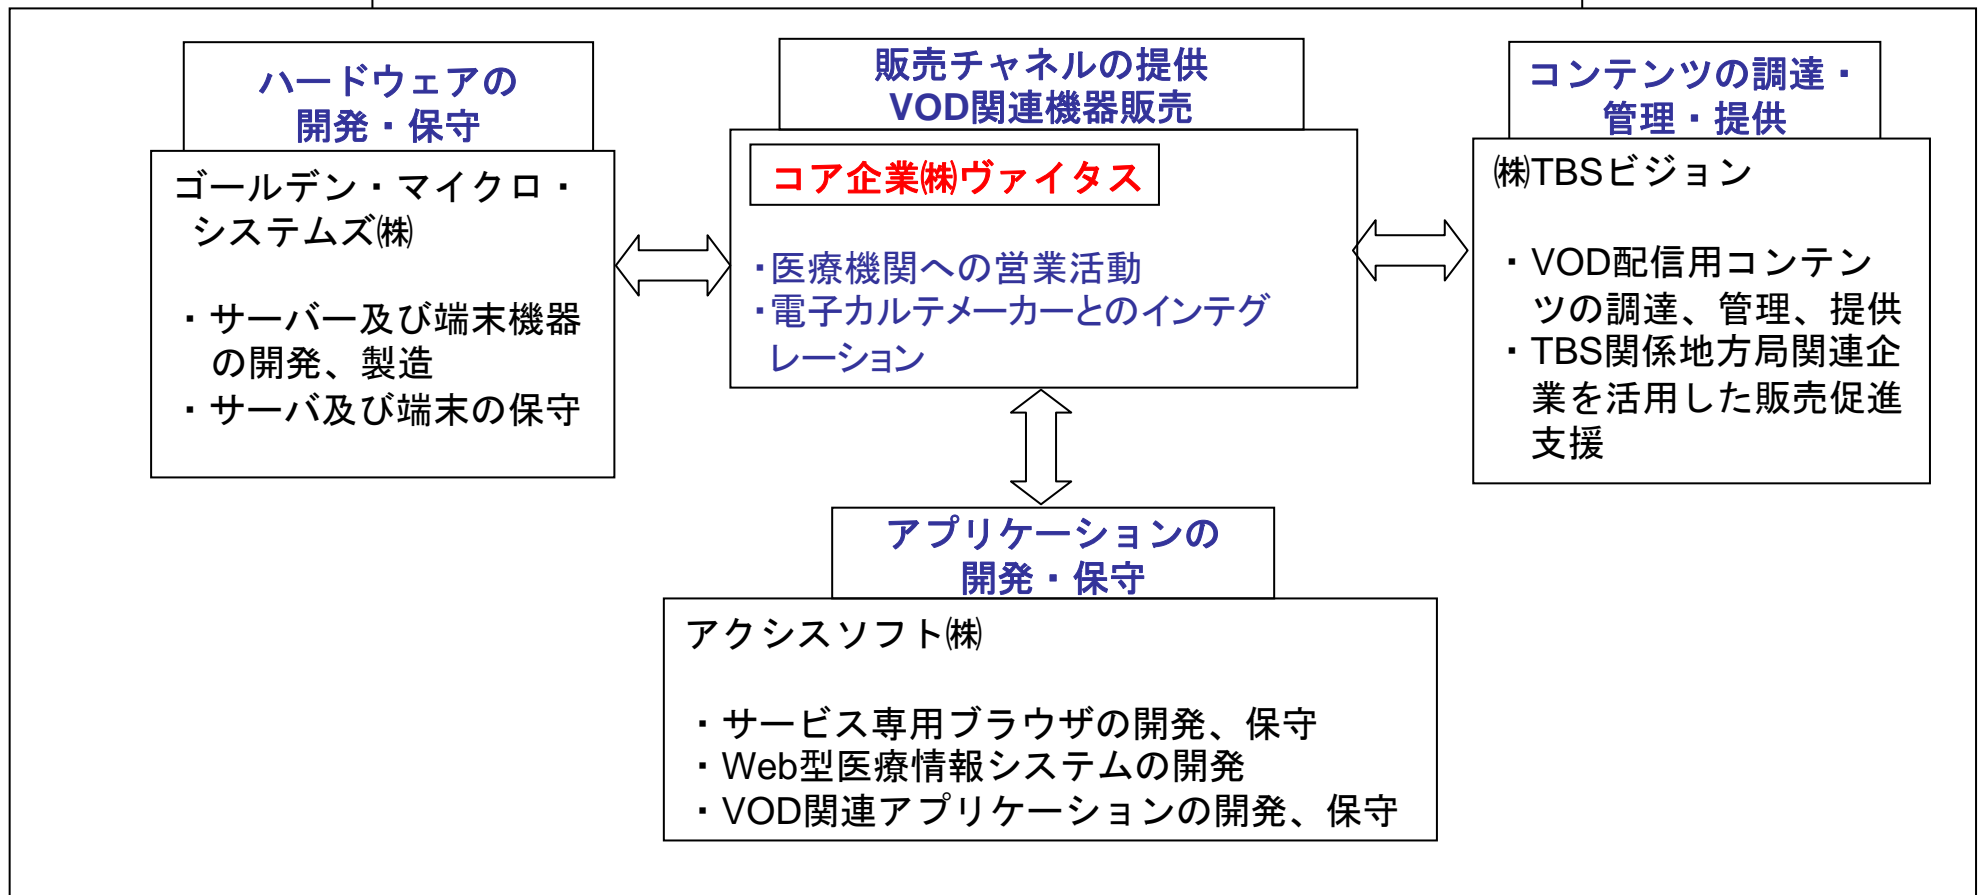 ハードウェアの
開発・保守
ゴールデン・マイクロ・
システムズ㈱
・サーバー及び端末機器
の開発、製造
・サーバ及び端末の保守
販売チャネルの提供
VOD関連機器販売
コア企業㈱ヴァイタス
・医療機関への営業活動
・電子カルテメーカーとのインテグ
レーション
コンテンツの調達・
管理・提供
㈱TBSビジョン
・VOD配信用コンテン
ツの調達、管理、提供
・TBS関係地方局関連企
業を活用した販売促進
支援
アプリケーションの
開発・保守
アクシスソフト㈱
・サービス専用ブラウザの開発、保守
・Web型医療情報システムの開発
・VOD関連アプリケーションの開発、保守